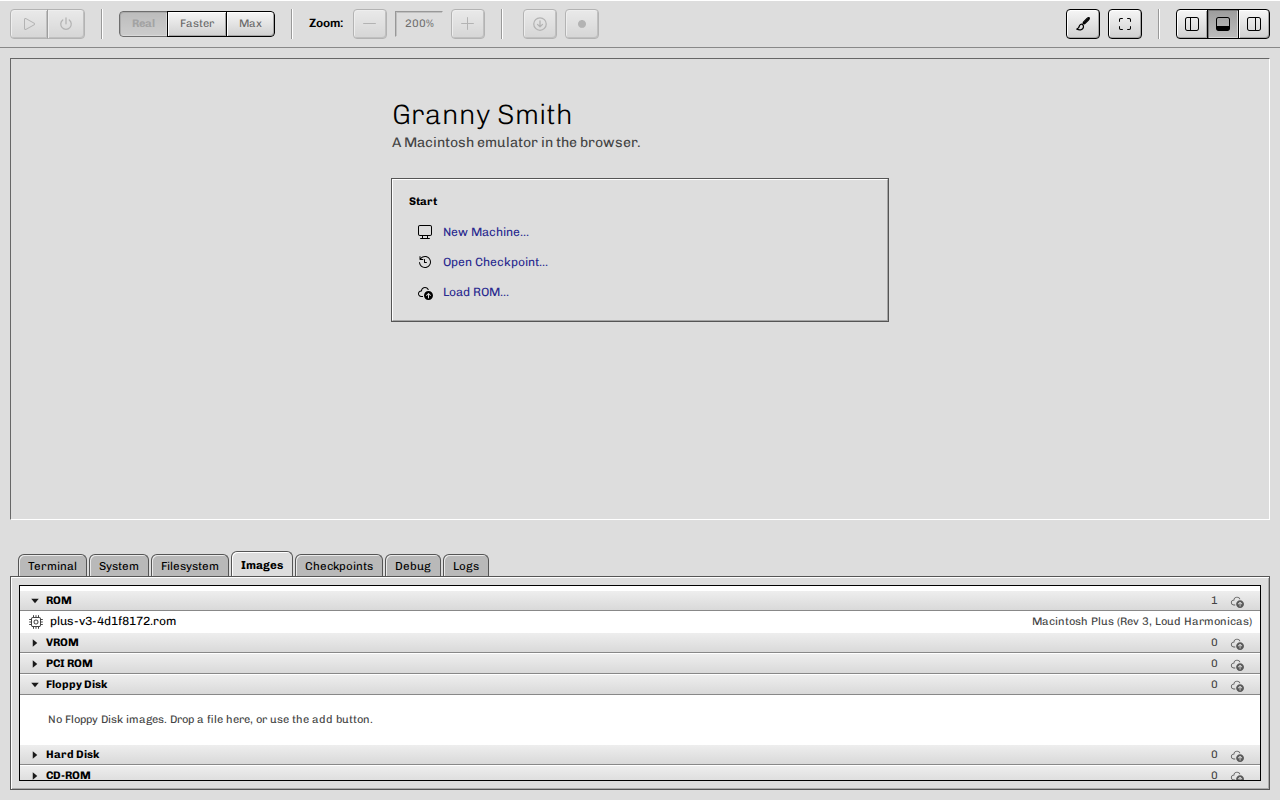 Real Faster Max Zoom: 200%
Granny Smith
A Macintosh emulator in the browser.
Start
New Machine...
Open Checkpoint...
Load ROM...
Terminal System Filesystem Images Checkpoints Debug Logs
ROM 1
plus-v3-4d1f8172.rom Macintosh Plus (Rev 3, Loud Harmonicas)
VROM 0
PCI ROM 0
Floppy Disk 0
No Floppy Disk images. Drop a file here, or use the add button.
Hard Disk 0
CD-ROM 0